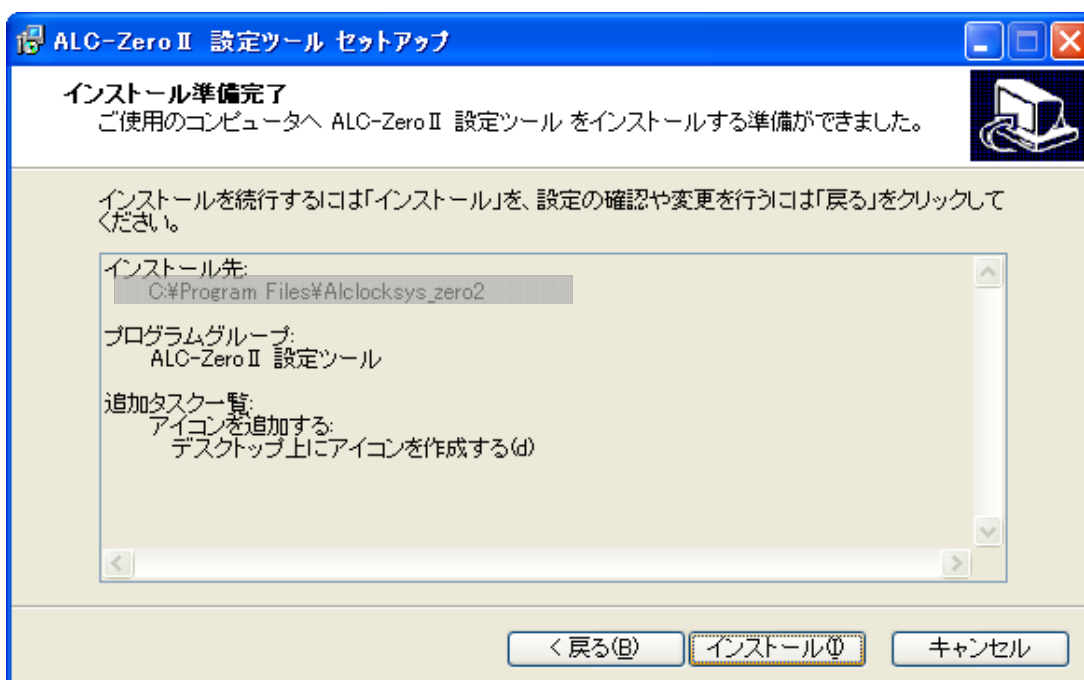 ALC-ZeroⅡ 設定ツール セットアップ
インストール準備完了
ご使用のコンピュータへ ALC-ZeroⅡ 設定ツール をインストールする準備ができました。
インストールを続行するには「インストール」を、設定の確認や変更を行うには「戻る」をクリックして
ください。
インストール先:
C:¥Program Files¥Alclocksys_zero2
プログラムグループ:
ALC-ZeroⅡ 設定ツール
追加タスク一覧:
アイコンを追加する:
デスクトップ上にアイコンを作成する(d)
< 戻る(B) インストール(I) キャンセル